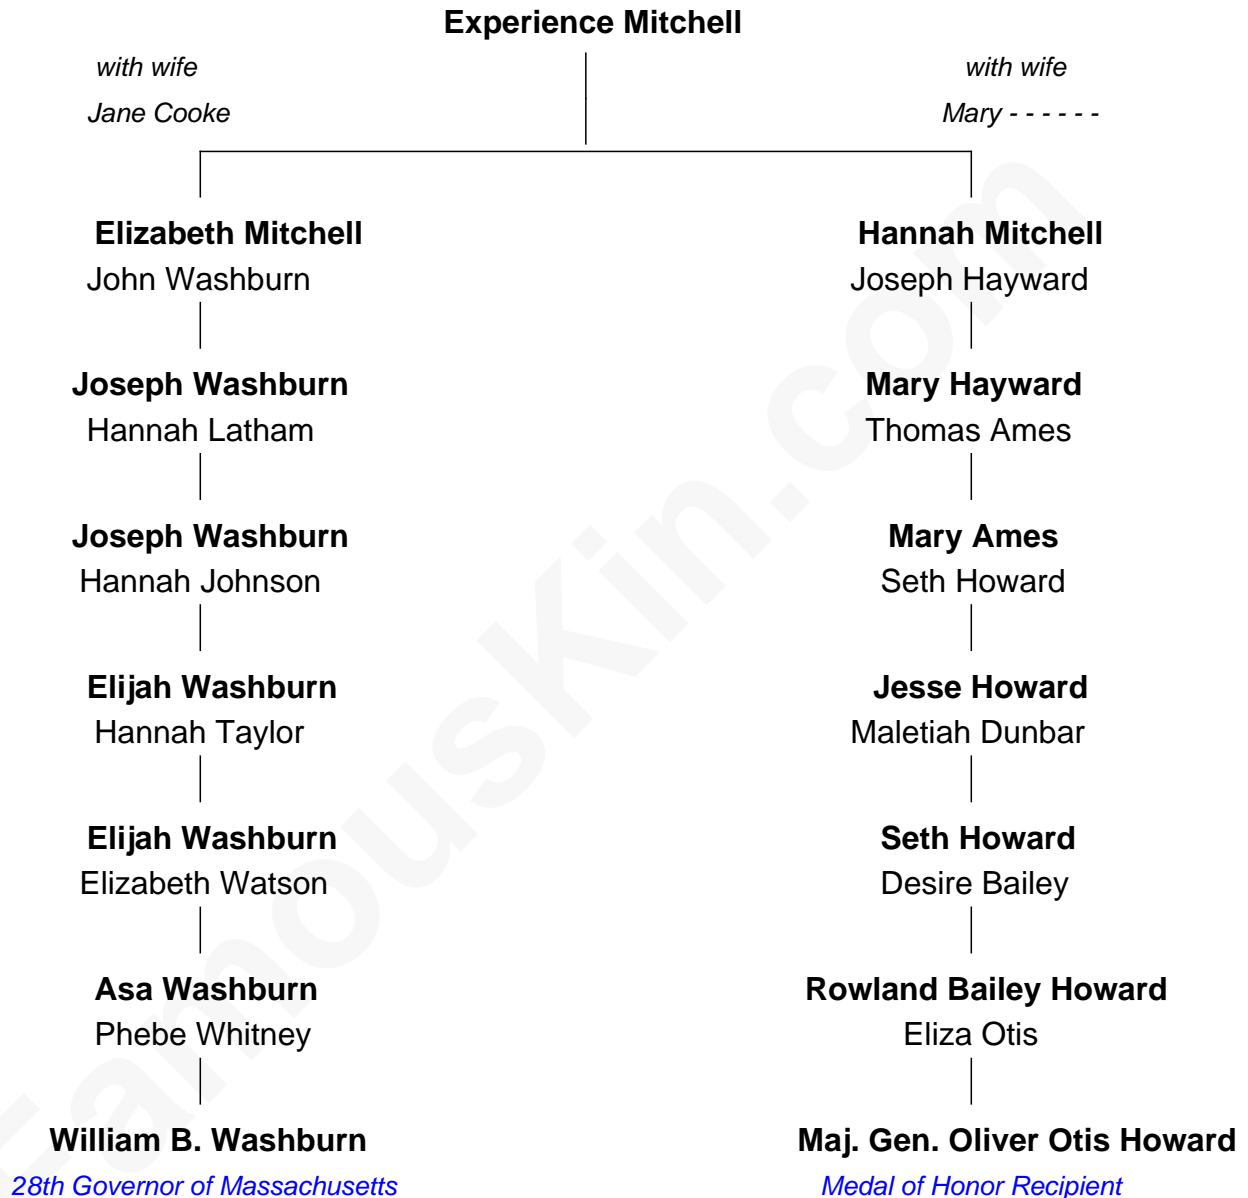 Experience Mitchell
with wife
Jane Cooke
with wife
Mary - - - - - -
Elizabeth Mitchell
John Washburn
Hannah Mitchell
Joseph Hayward
Joseph Washburn
Hannah Latham
Mary Hayward
Thomas Ames
Joseph Washburn
Hannah Johnson
Mary Ames
Seth Howard
Elijah Washburn
Hannah Taylor
Jesse Howard
Maletiah Dunbar
Elijah Washburn
Elizabeth Watson
Seth Howard
Desire Bailey
Asa Washburn
Phebe Whitney
Rowland Bailey Howard
Eliza Otis
William B. Washburn
28th Governor of Massachusetts
Maj. Gen. Oliver Otis Howard
Medal of Honor Recipient
FamousKin.com